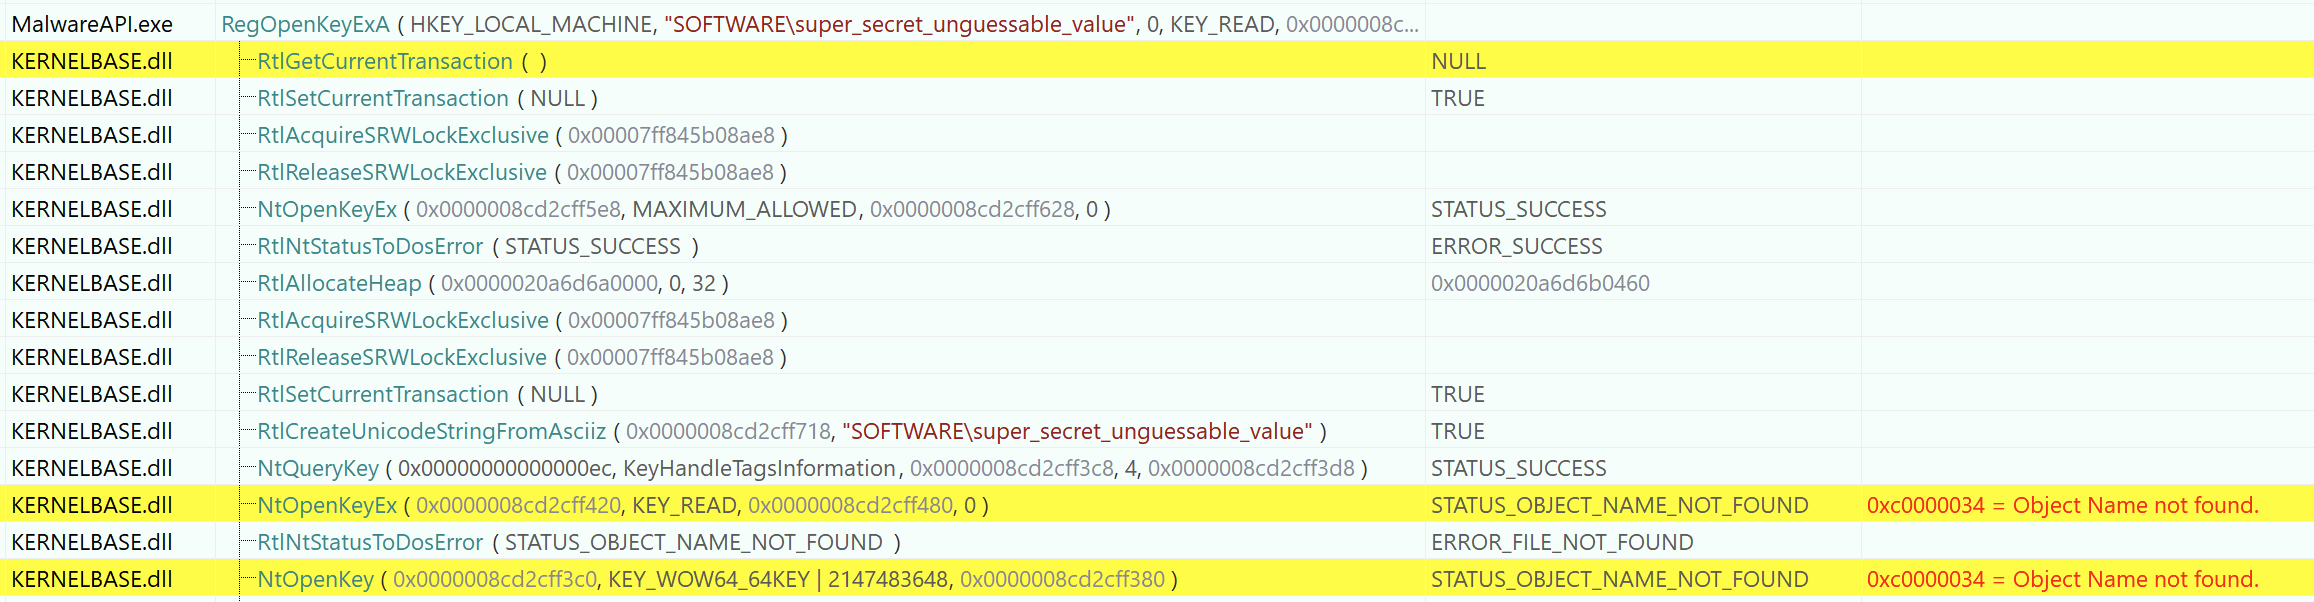 MalwareAPI.exe RegOpenKeyExA ( HKEY_LOCAL_MACHINE, "SOFTWARE\super_secret_unguessable_value", 0, KEY_READ, 0x0000008c...
KERNELBASE.dll RtlGetCurrentTransaction ( ) NULL
KERNELBASE.dll RtlSetCurrentTransaction ( NULL ) TRUE
KERNELBASE.dll RtlAcquireSRWLockExclusive ( 0x00007ff845b08ae8 )
KERNELBASE.dll RtlReleaseSRWLockExclusive ( 0x00007ff845b08ae8 )
KERNELBASE.dll NtOpenKeyEx ( 0x0000008cd2cff5e8, MAXIMUM_ALLOWED, 0x0000008cd2cff628, 0 ) STATUS_SUCCESS
KERNELBASE.dll RtlNtStatusToDosError ( STATUS_SUCCESS ) ERROR_SUCCESS
KERNELBASE.dll RtlAllocateHeap ( 0x0000020a6d6a0000, 0, 32 ) 0x0000020a6d6b0460
KERNELBASE.dll RtlAcquireSRWLockExclusive ( 0x00007ff845b08ae8 )
KERNELBASE.dll RtlReleaseSRWLockExclusive ( 0x00007ff845b08ae8 )
KERNELBASE.dll RtlSetCurrentTransaction ( NULL ) TRUE
KERNELBASE.dll RtlCreateUnicodeStringFromAsciiz ( 0x0000008cd2cff718, "SOFTWARE\super_secret_unguessable_value" ) TRUE
KERNELBASE.dll NtQueryKey ( 0x00000000000000ec, KeyHandleTagsInformation, 0x0000008cd2cff3c8, 4, 0x0000008cd2cff3d8 ) STATUS_SUCCESS
KERNELBASE.dll NtOpenKeyEx ( 0x0000008cd2cff420, KEY_READ, 0x0000008cd2cff480, 0 ) STATUS_OBJECT_NAME_NOT_FOUND 0xc0000034 = Object Name not found.
KERNELBASE.dll RtlNtStatusToDosError ( STATUS_OBJECT_NAME_NOT_FOUND ) ERROR_FILE_NOT_FOUND
KERNELBASE.dll NtOpenKey ( 0x0000008cd2cff3c0, KEY_WOW64_64KEY | 2147483648, 0x0000008cd2cff380 ) STATUS_OBJECT_NAME_NOT_FOUND 0xc0000034 = Object Name not found.